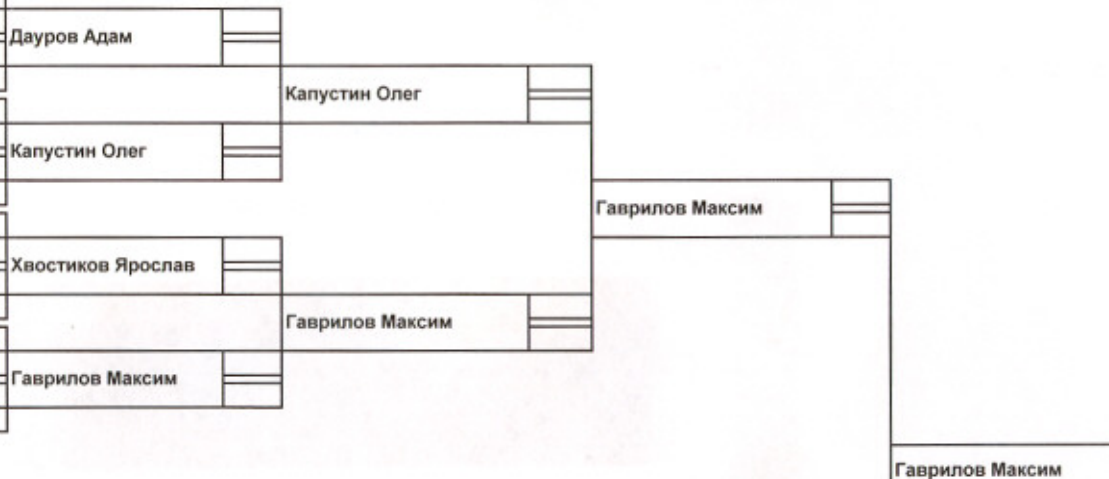 Дауров Адам
Капустин Олег
Капустин Олег
Гаврилов Максим
Хвостиков Ярослав
Гаврилов Максим
Гаврилов Максим
Гаврилов Максим